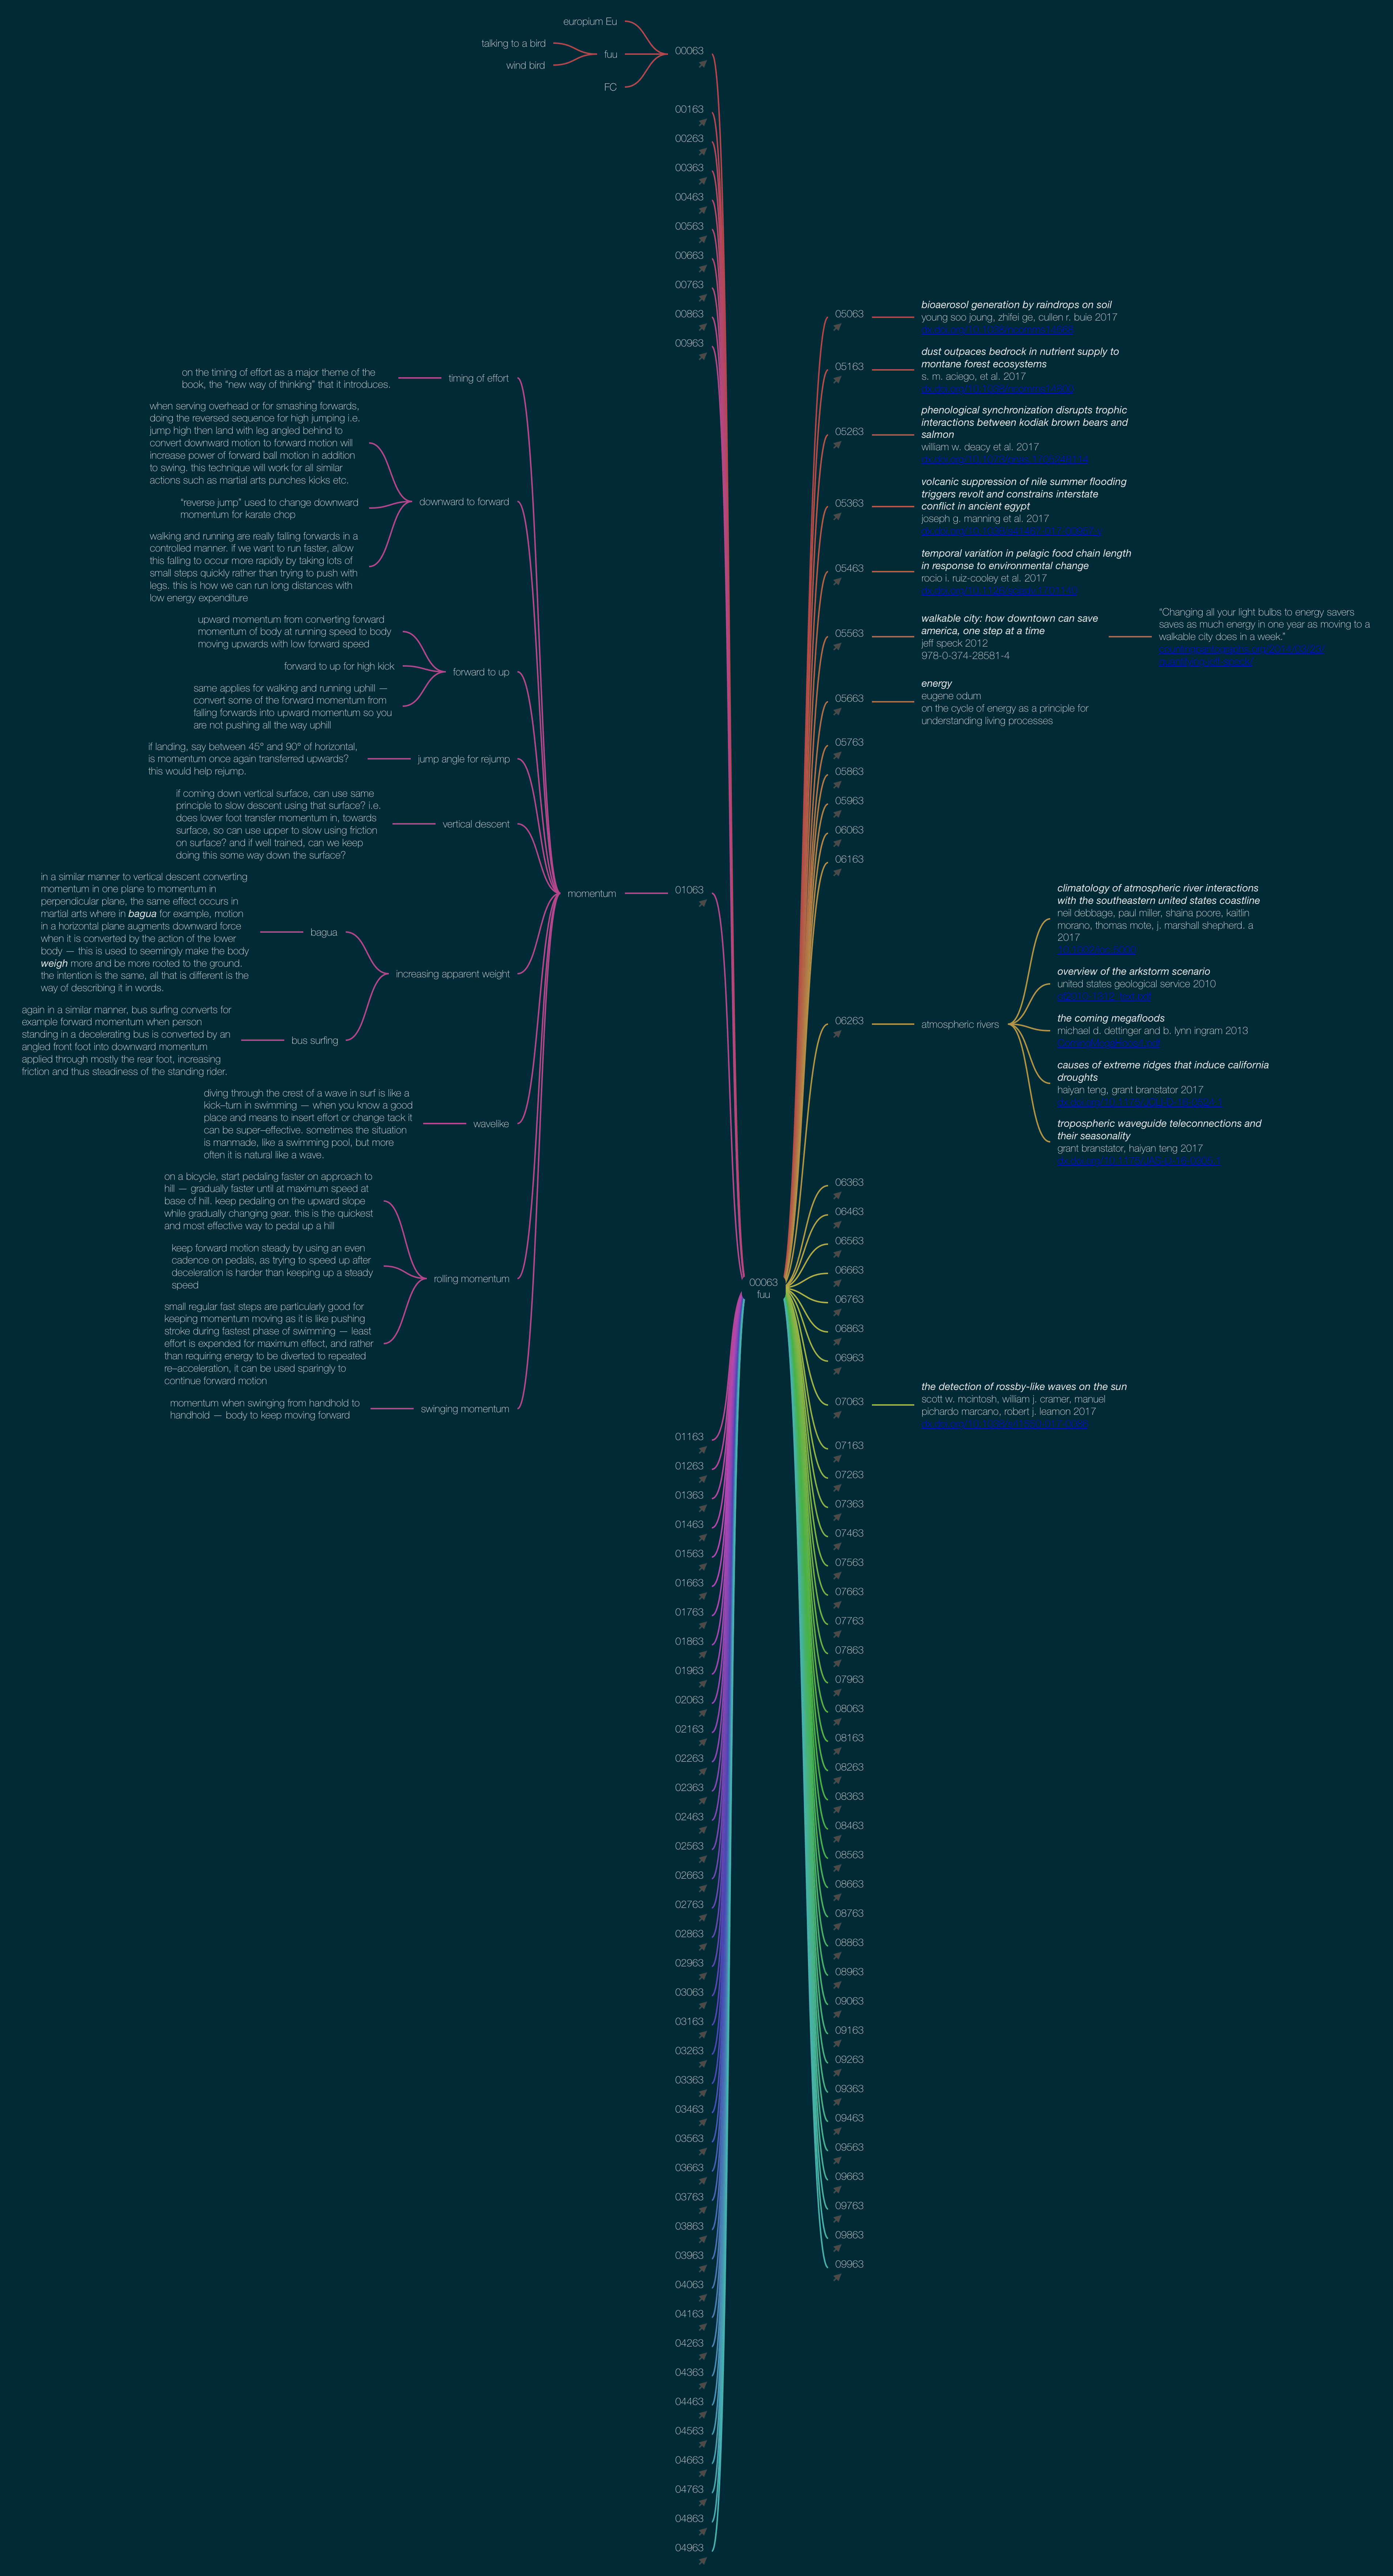 europium Eu
talking to a bird
wind bird
fuu
FC
00063
00163
00263
00363
00463
00563
00663
00763
00863
00963
on the timing of effort as a major theme of the
book, the “new way of thinking” that it introduces.
timing of effort
when serving overhead or for smashing forwards,
doing the reversed sequence for high jumping i.e.
jump high then land with leg angled behind to
convert downward motion to forward motion will
increase power of forward ball motion in addition
to swing. this technique will work for all similar
actions such as martial arts punches kicks etc.
“reverse jump” used to change downward
momentum for karate chop
walking and running are really falling forwards in a
controlled manner. if we want to run faster, allow
this falling to occur more rapidly by taking lots of
small steps quickly rather than trying to push with
legs. this is how we can run long distances with
low energy expenditure
downward to forward
upward momentum from converting forward
momentum of body at running speed to body
moving upwards with low forward speed
forward to up for high kick
same applies for walking and running uphill —
convert some of the forward momentum from
falling forwards into upward momentum so you
are not pushing all the way uphill
forward to up
if landing, say between 45° and 90° of horizontal,
is momentum once again transferred upwards?
this would help rejump.
jump angle for rejump
if coming down vertical surface, can use same
principle to slow descent using that surface? i.e.
does lower foot transfer momentum in, towards
surface, so can use upper to slow using friction
on surface? and if well trained, can we keep
doing this some way down the surface?
vertical descent
in a similar manner to vertical descent converting
momentum in one plane to momentum in
perpendicular plane, the same effect occurs in
martial arts where in bagua for example, motion
in a horizontal plane augments downward force
when it is converted by the action of the lower
body — this is used to seemingly make the body
weigh more and be more rooted to the ground.
the intention is the same, all that is different is the
way of describing it in words.
bagua
again in a similar manner, bus surfing converts for
example forward momentum when person
standing in a decelerating bus is converted by an
angled front foot into downward momentum
applied through mostly the rear foot, increasing
friction and thus steadiness of the standing rider.
bus surfing
increasing apparent weight
diving through the crest of a wave in surf is like a
kick–turn in swimming — when you know a good
place and means to insert effort or change tack it
can be super–effective. sometimes the situation
is manmade, like a swimming pool, but more
often it is natural like a wave.
wavelike
on a bicycle, start pedaling faster on approach to
hill — gradually faster until at maximum speed at
base of hill. keep pedaling on the upward slope
while gradually changing gear. this is the quickest
and most effective way to pedal up a hill
keep forward motion steady by using an even
cadence on pedals, as trying to speed up after
deceleration is harder than keeping up a steady
speed
small regular fast steps are particularly good for
keeping momentum moving as it is like pushing
stroke during fastest phase of swimming — least
effort is expended for maximum effect, and rather
than requiring energy to be diverted to repeated
re–acceleration, it can be used sparingly to
continue forward motion
rolling momentum
momentum when swinging from handhold to
handhold — body to keep moving forward
swinging momentum
momentum
01063
01163
01263
01363
01463
01563
01663
01763
01863
01963
02063
02163
02263
02363
02463
02563
02663
02763
02863
02963
03063
03163
03263
03363
03463
03563
03663
03763
03863
03963
04063
04163
04263
04363
04463
04563
04663
04763
04863
04963
00063
fuu
05063
bioaerosol generation by raindrops on soil
young soo joung, zhifei ge, cullen r. buie 2017
05163
dust outpaces bedrock in nutrient supply to
montane forest ecosystems
s. m. aciego, et al. 2017
05263
phenological synchronization disrupts trophic
interactions between kodiak brown bears and
salmon
william w. deacy et al. 2017
05363
volcanic suppression of nile summer flooding
triggers revolt and constrains interstate
conflict in ancient egypt
joseph g. manning et al. 2017
05463
temporal variation in pelagic food chain length
in response to environmental change
rocio i. ruiz-cooley et al. 2017
05563
walkable city: how downtown can save
america, one step at a time
jeff speck 2012
978-0-374-28581-4
“Changing all your light bulbs to energy savers
saves as much energy in one year as moving to a
walkable city does in a week.”
05663
energy
eugene odum
on the cycle of energy as a principle for
understanding living processes
05763
05863
05963
06063
06163
06263
atmospheric rivers
climatology of atmospheric river interactions
with the southeastern united states coastline
neil debbage, paul miller, shaina poore, kaitlin
morano, thomas mote, j. marshall shepherd. a
2017
overview of the arkstorm scenario
united states geological service 2010
the coming megafloods
michael d. dettinger and b. lynn ingram 2013
causes of extreme ridges that induce california
droughts
haiyan teng, grant branstator 2017
tropospheric waveguide teleconnections and
their seasonality
grant branstator, haiyan teng 2017
06363
06463
06563
06663
06763
06863
06963
07063
the detection of rossby-like waves on the sun
scott w. mcintosh, william j. cramer, manuel
pichardo marcano, robert j. leamon 2017
07163
07263
07363
07463
07563
07663
07763
07863
07963
08063
08163
08263
08363
08463
08563
08663
08763
08863
08963
09063
09163
09263
09363
09463
09563
09663
09763
09863
09963